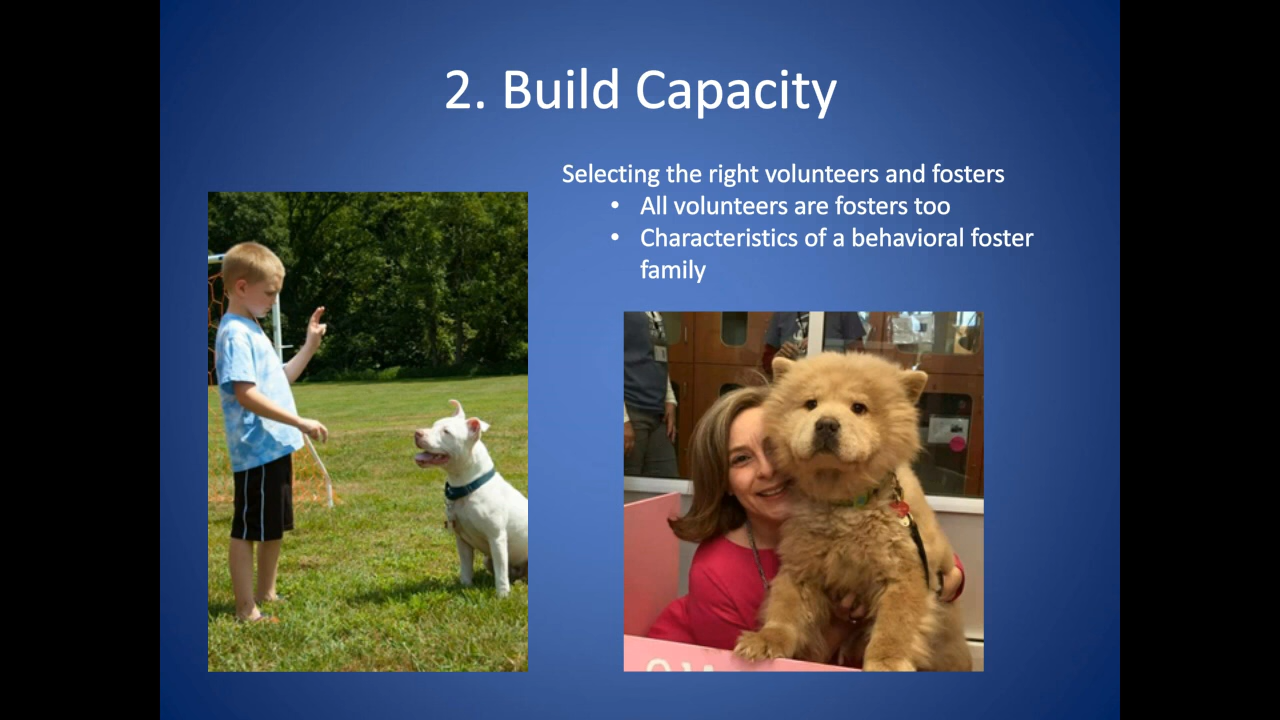 2. Build Capacity
Selecting the right volunteers and fosters
• All volunteers are fosters too
• Characteristics of a behavioral foster
family